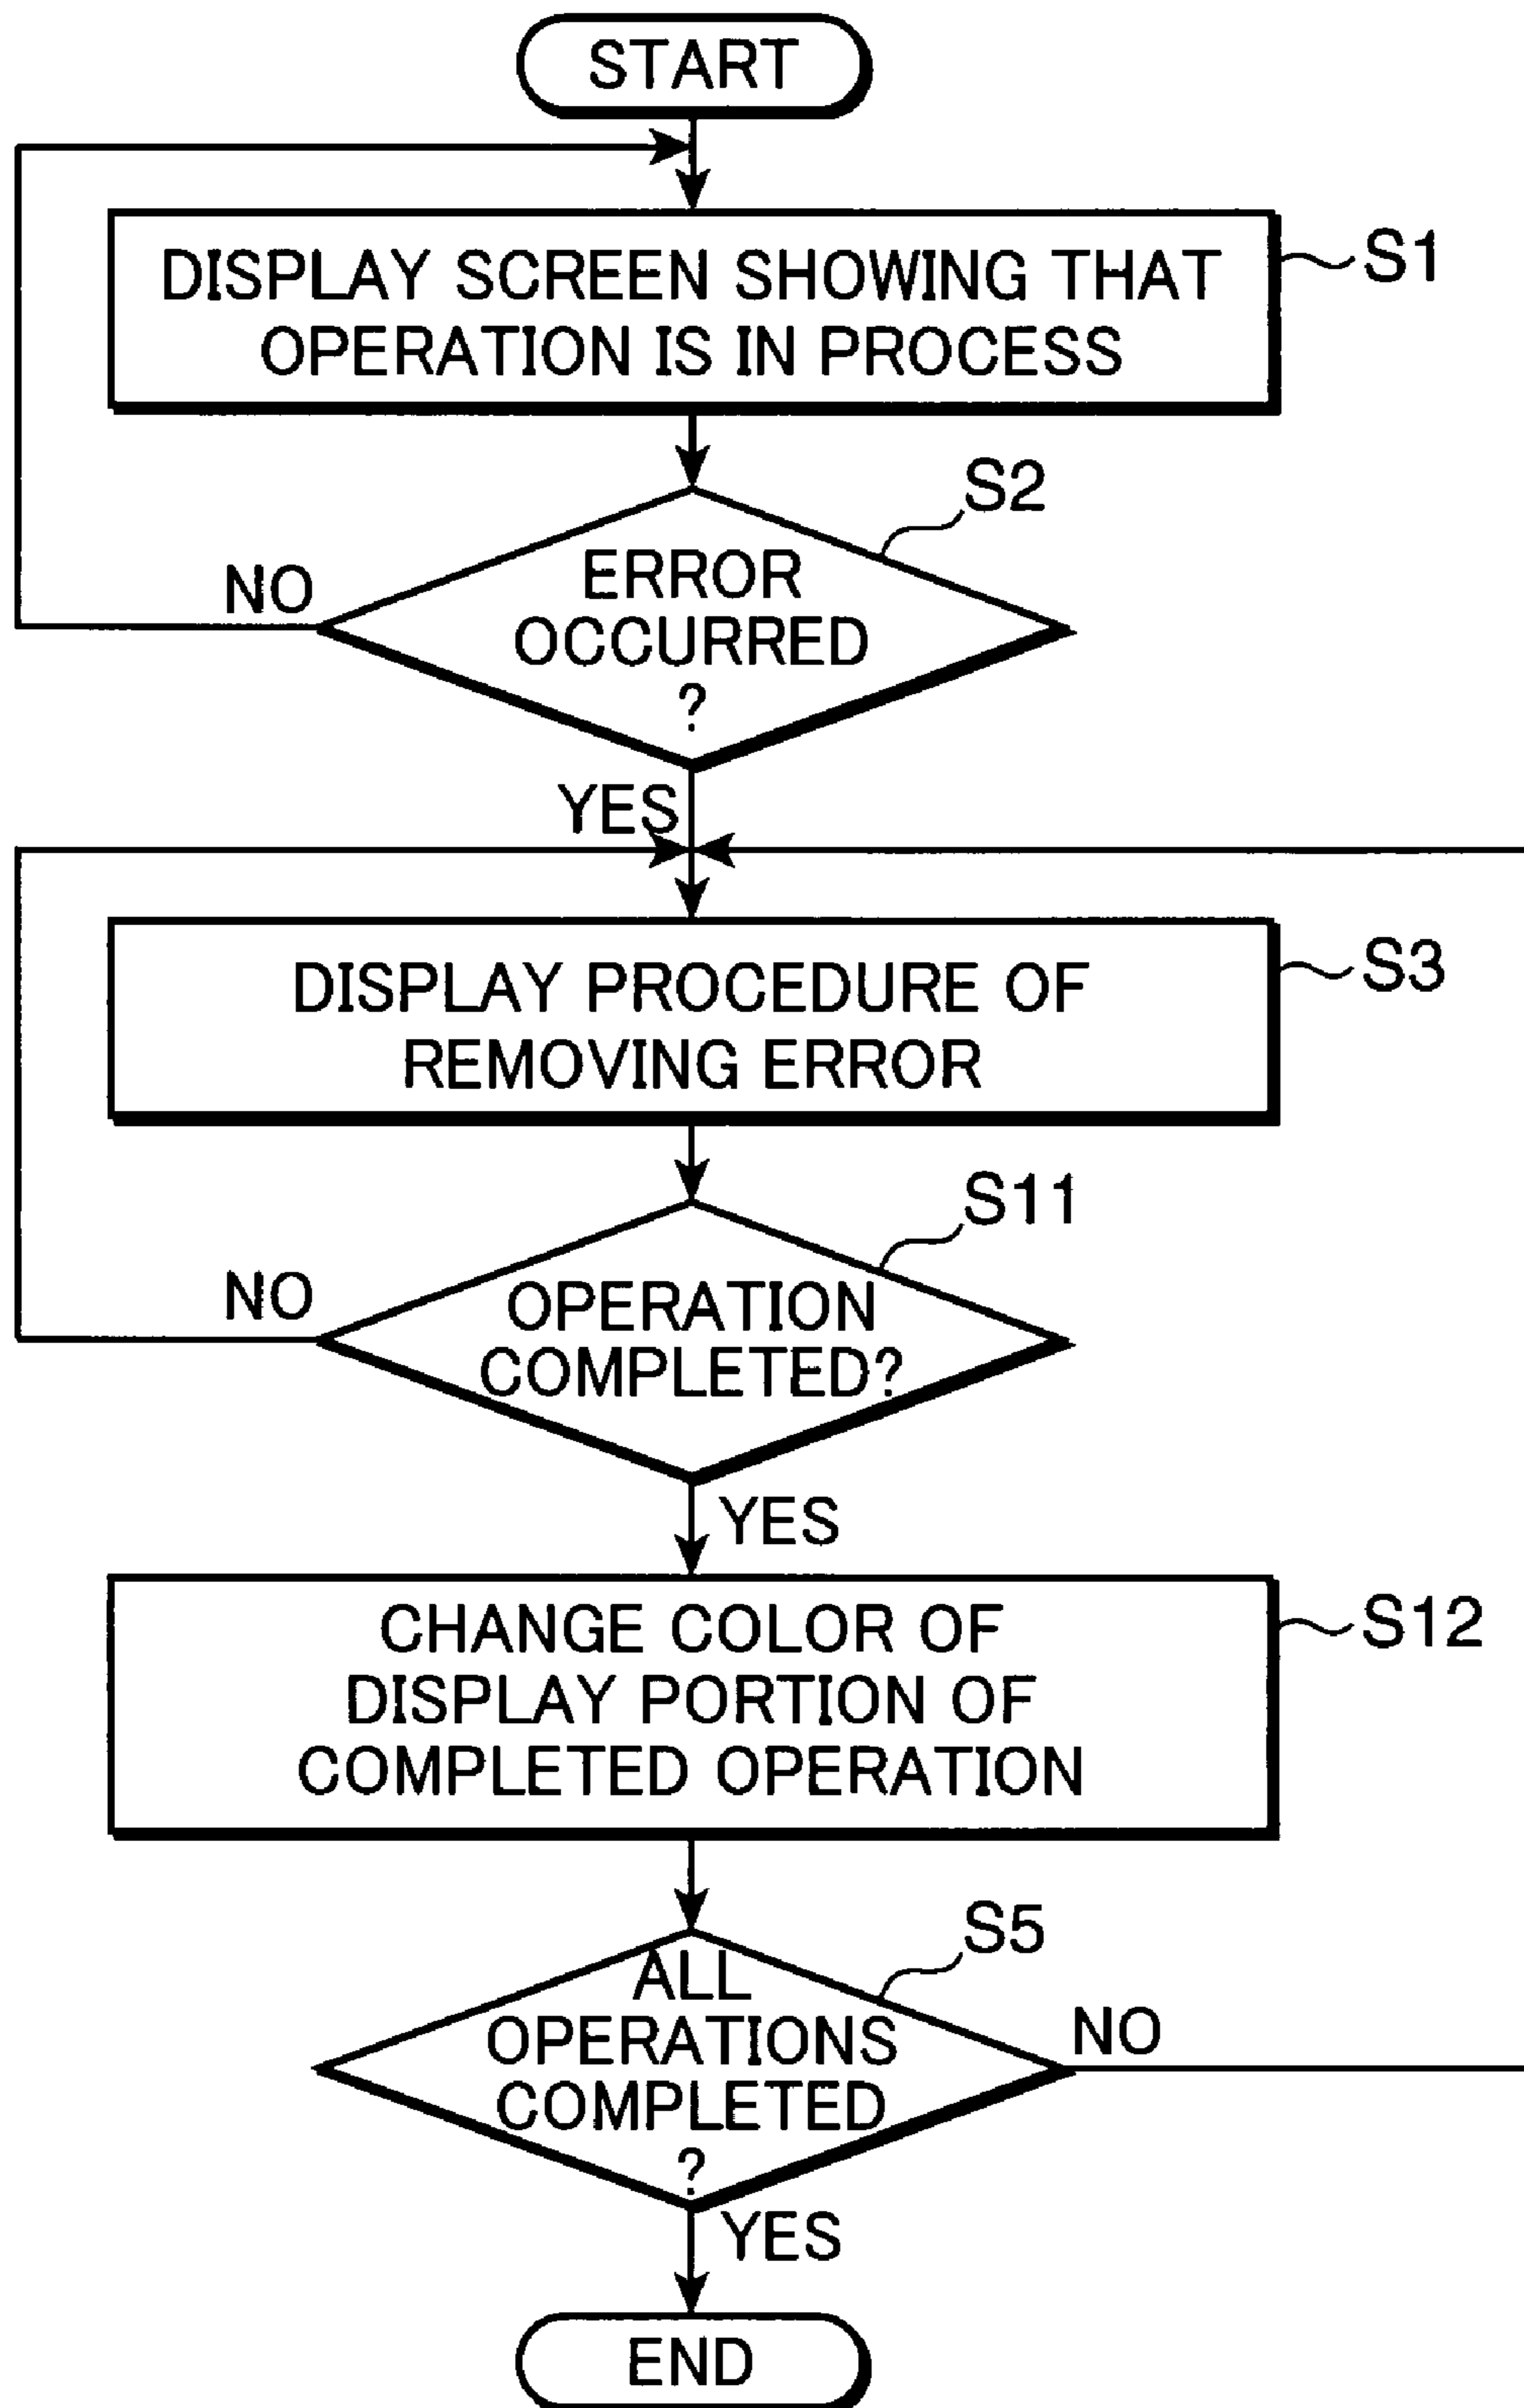 START
DISPLAY SCREEN SHOWING THAT
OPERATION IS IN PROCESS
S1
S2
ERROR
OCCURRED
?
NO
YES
DISPLAY PROCEDURE OF
REMOVING ERROR
S3
S11
OPERATION
COMPLETED?
NO
YES
CHANGE COLOR OF
DISPLAY PORTION OF
COMPLETED OPERATION
S12
S5
ALL
OPERATIONS
COMPLETED
?
NO
YES
END